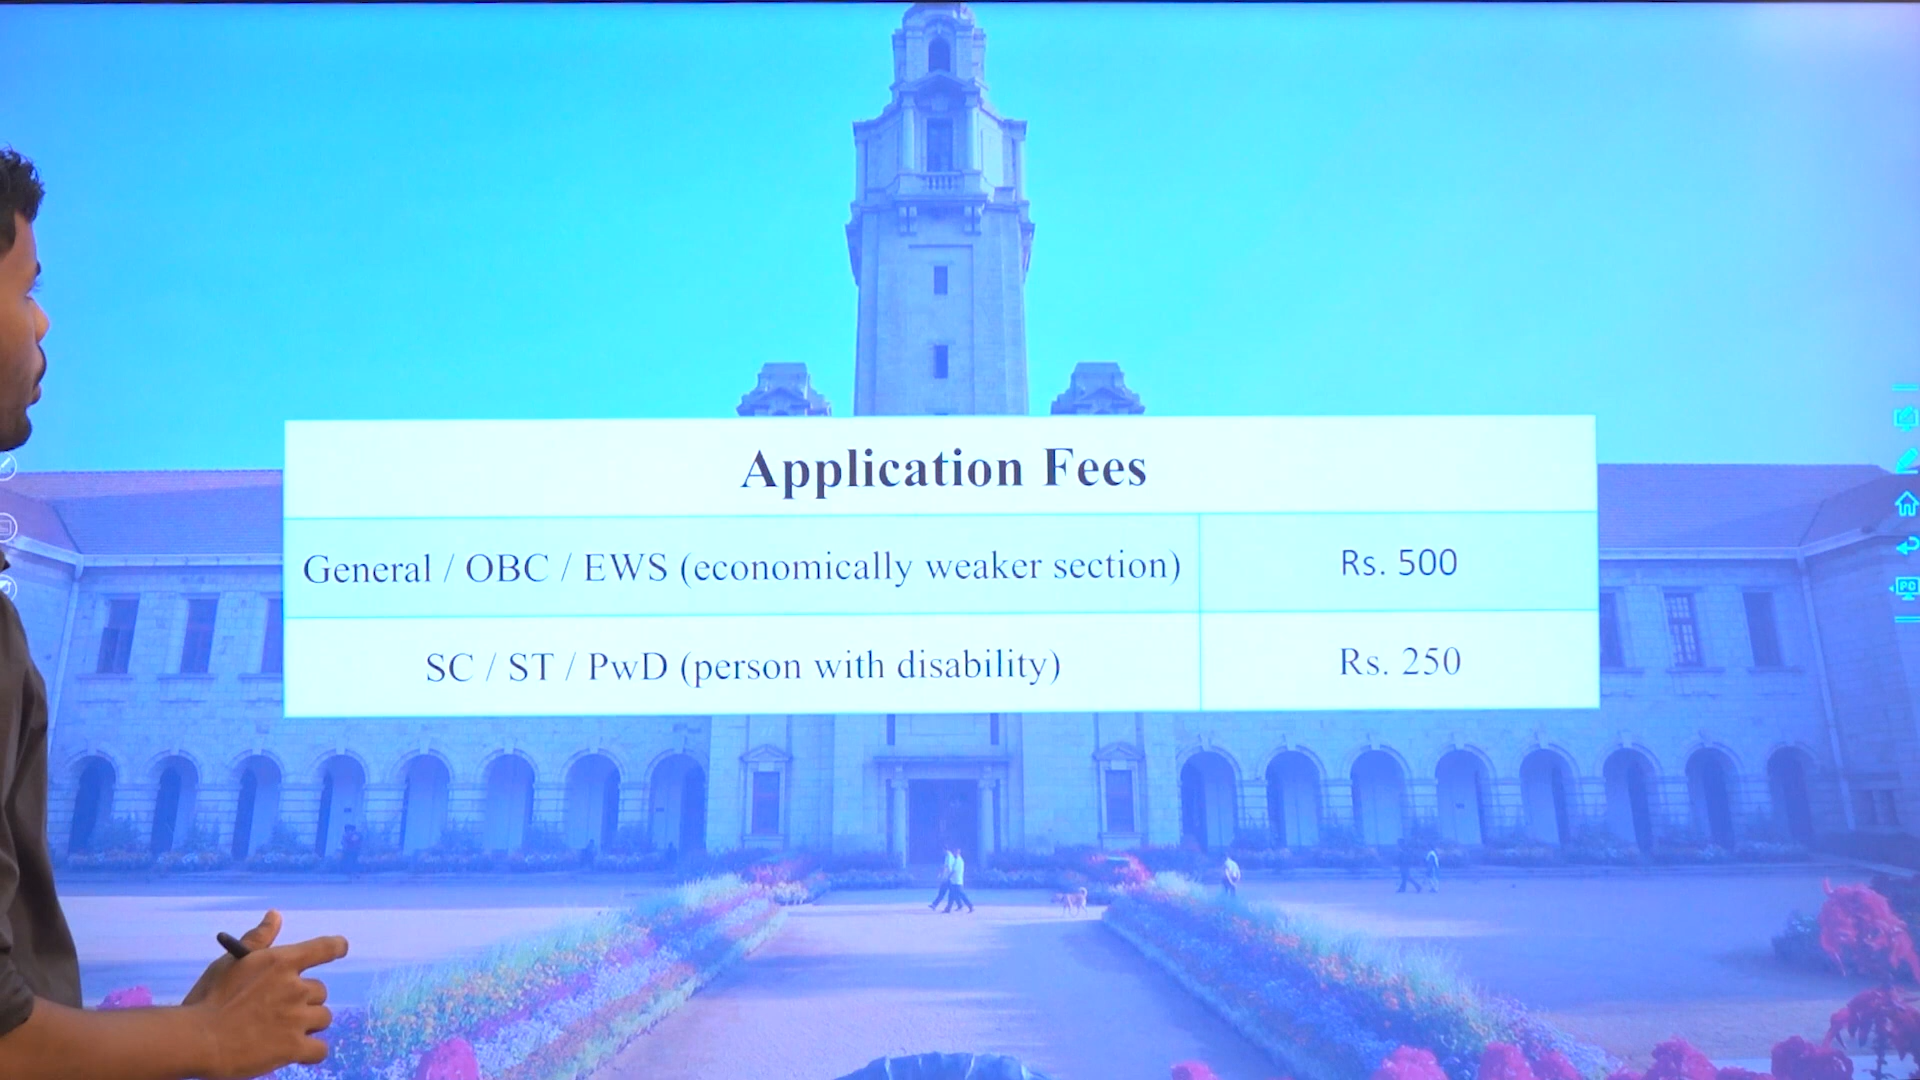 Application Fees
General / OBC / EWS (economically weaker section) Rs. 500
SC / ST / PwD (person with disability) Rs. 250